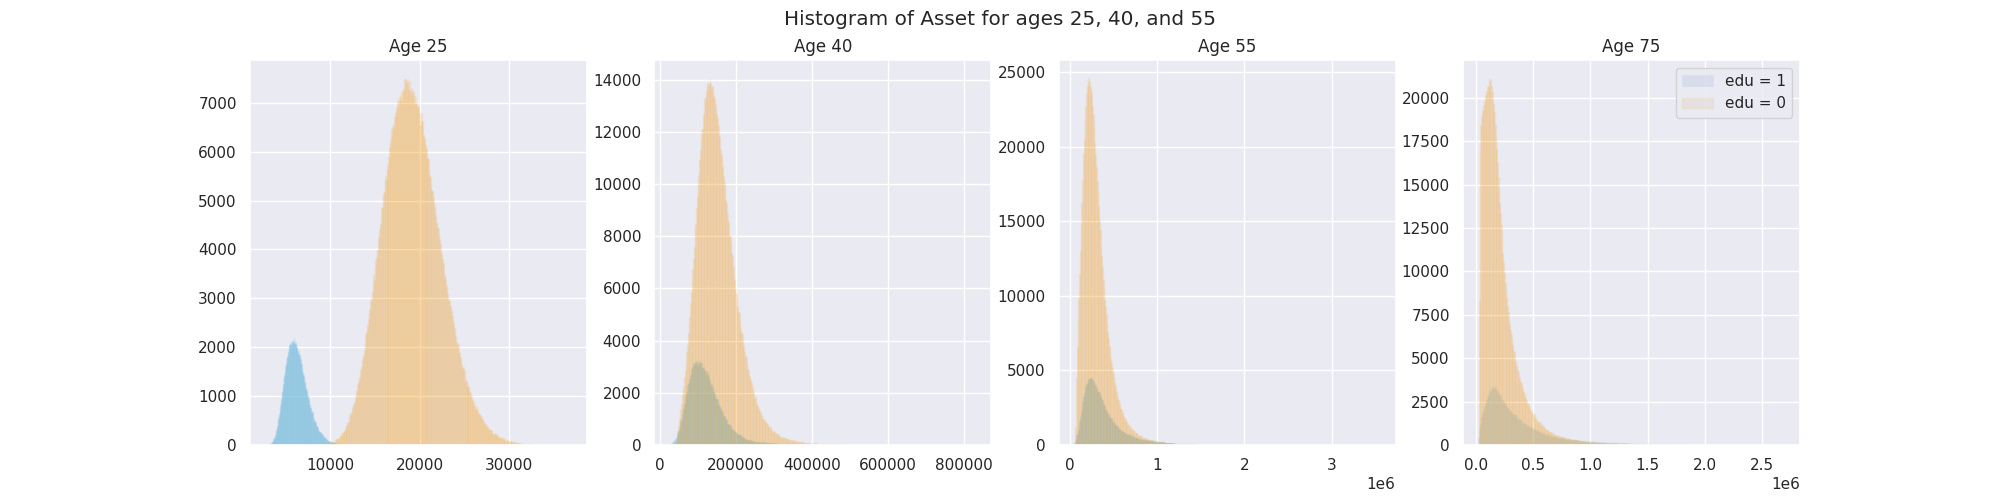 Histogram of Asset for ages 25, 40, and 55
Age 25
7000
6000
5000
4000
3000
2000
1000
0
10000 20000 30000
Age 40
14000
12000
10000
8000
6000
4000
2000
0
0 200000 400000 600000 800000
Age 55
25000
20000
15000
10000
5000
0
0 1 2 3
1e6
Age 75
edu = 1
edu = 0
20000
17500
15000
12500
10000
7500
5000
2500
0
0.0 0.5 1.0 1.5 2.0 2.5
1e6